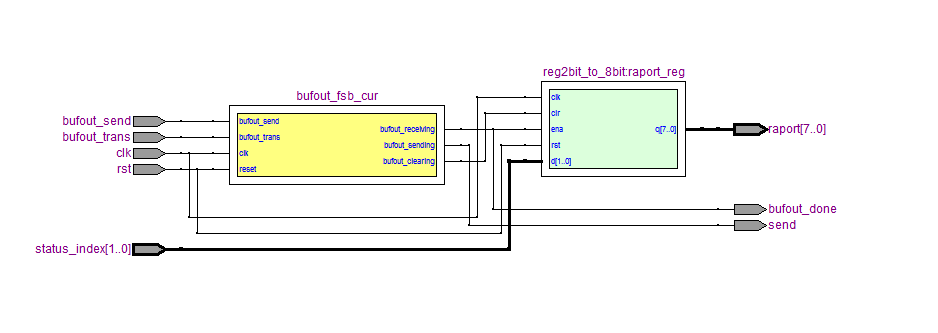 reg2bit_to_8bit:raport_reg
bufout_fsb_cur
bufout_send
bufout_trans
clk
rst
status_index[1..0]
bufout_send
bufout_trans
clk
reset
bufout_receiving
bufout_sending
bufout_clearing
clk
clr
ena
rst
d[1..0]
q[7..0]
raport[7..0]
bufout_done
send